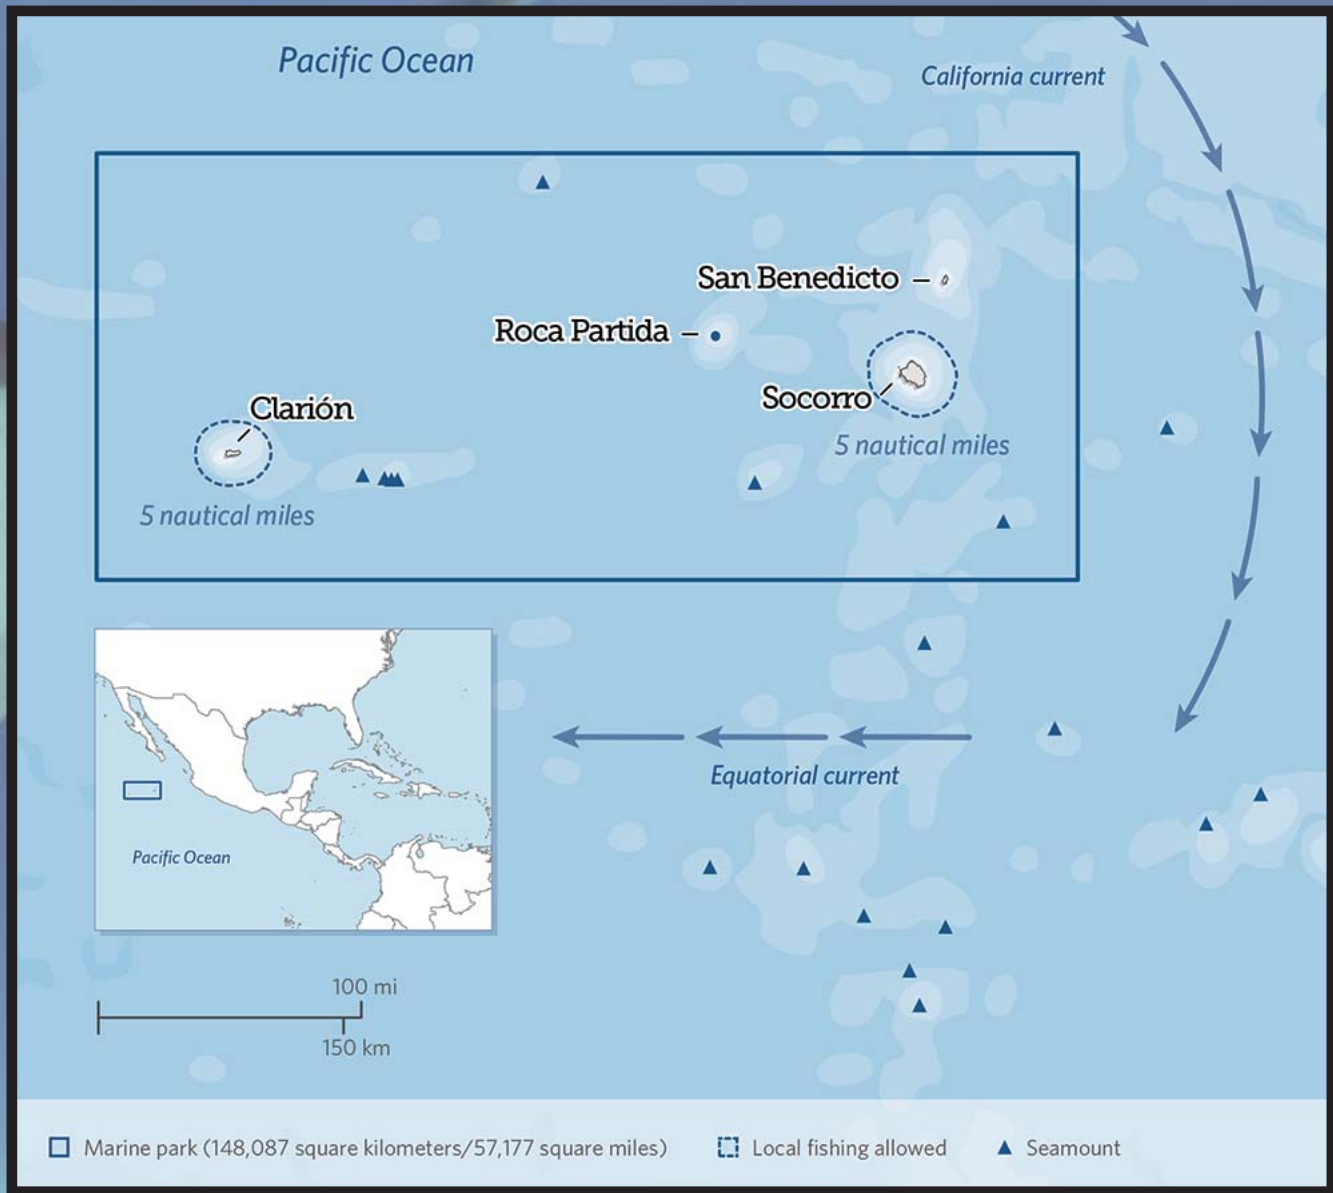 Pacific Ocean
California current
San Benedicto
Roca Partida
Socorro
Clarión
5 nautical miles
5 nautical miles
Equatorial current
Pacific Ocean
100 mi
150 km
Marine park (148,087 square kilometers/57,177 square miles)
Local fishing allowed
Seamount